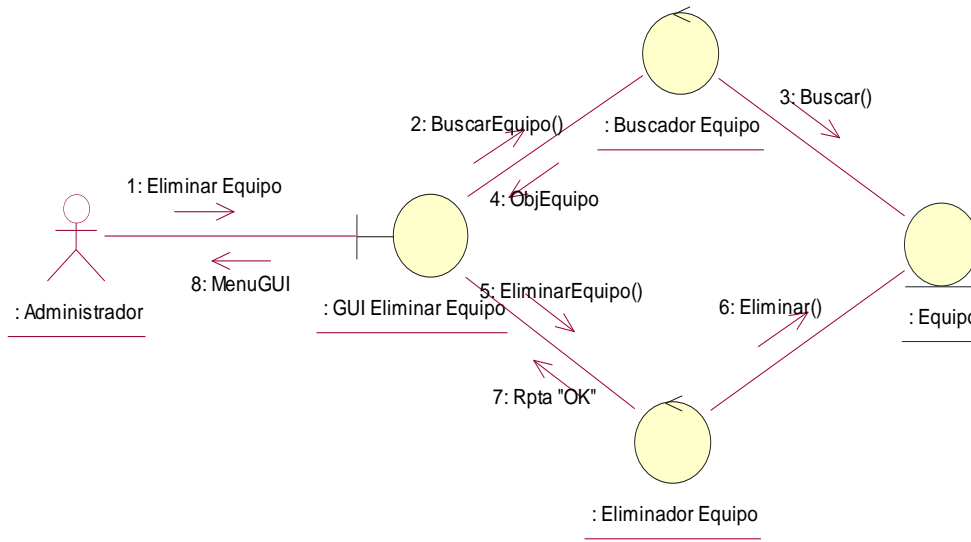 3: Buscar()
2: BuscarEquipo()
: Buscador Equipo
1: Eliminar Equipo
4: ObjEquipo
8: MenuGUI
5: EliminarEquipo()
6: Eliminar()
: Administrador
: GUI Eliminar Equipo
: Equipo
7: Rpta "OK"
: Eliminador Equipo